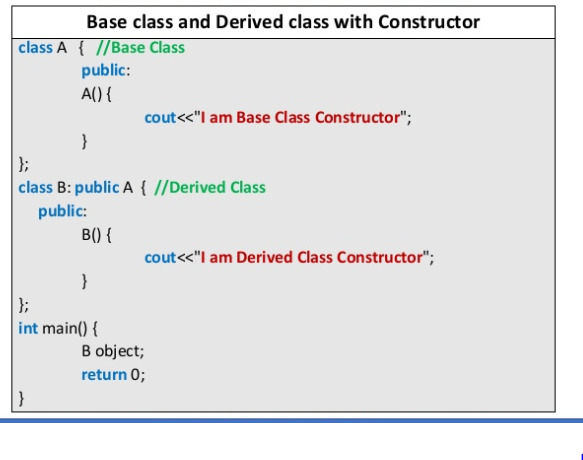 Base class and Derived class with Constructor
class A { //Base Class
public:
A() {
cout<<"I am Base Class Constructor";
}
};
class B: public A { //Derived Class
public:
B() {
cout<<"I am Derived Class Constructor";
}
};
int main() {
B object;
return 0;
}